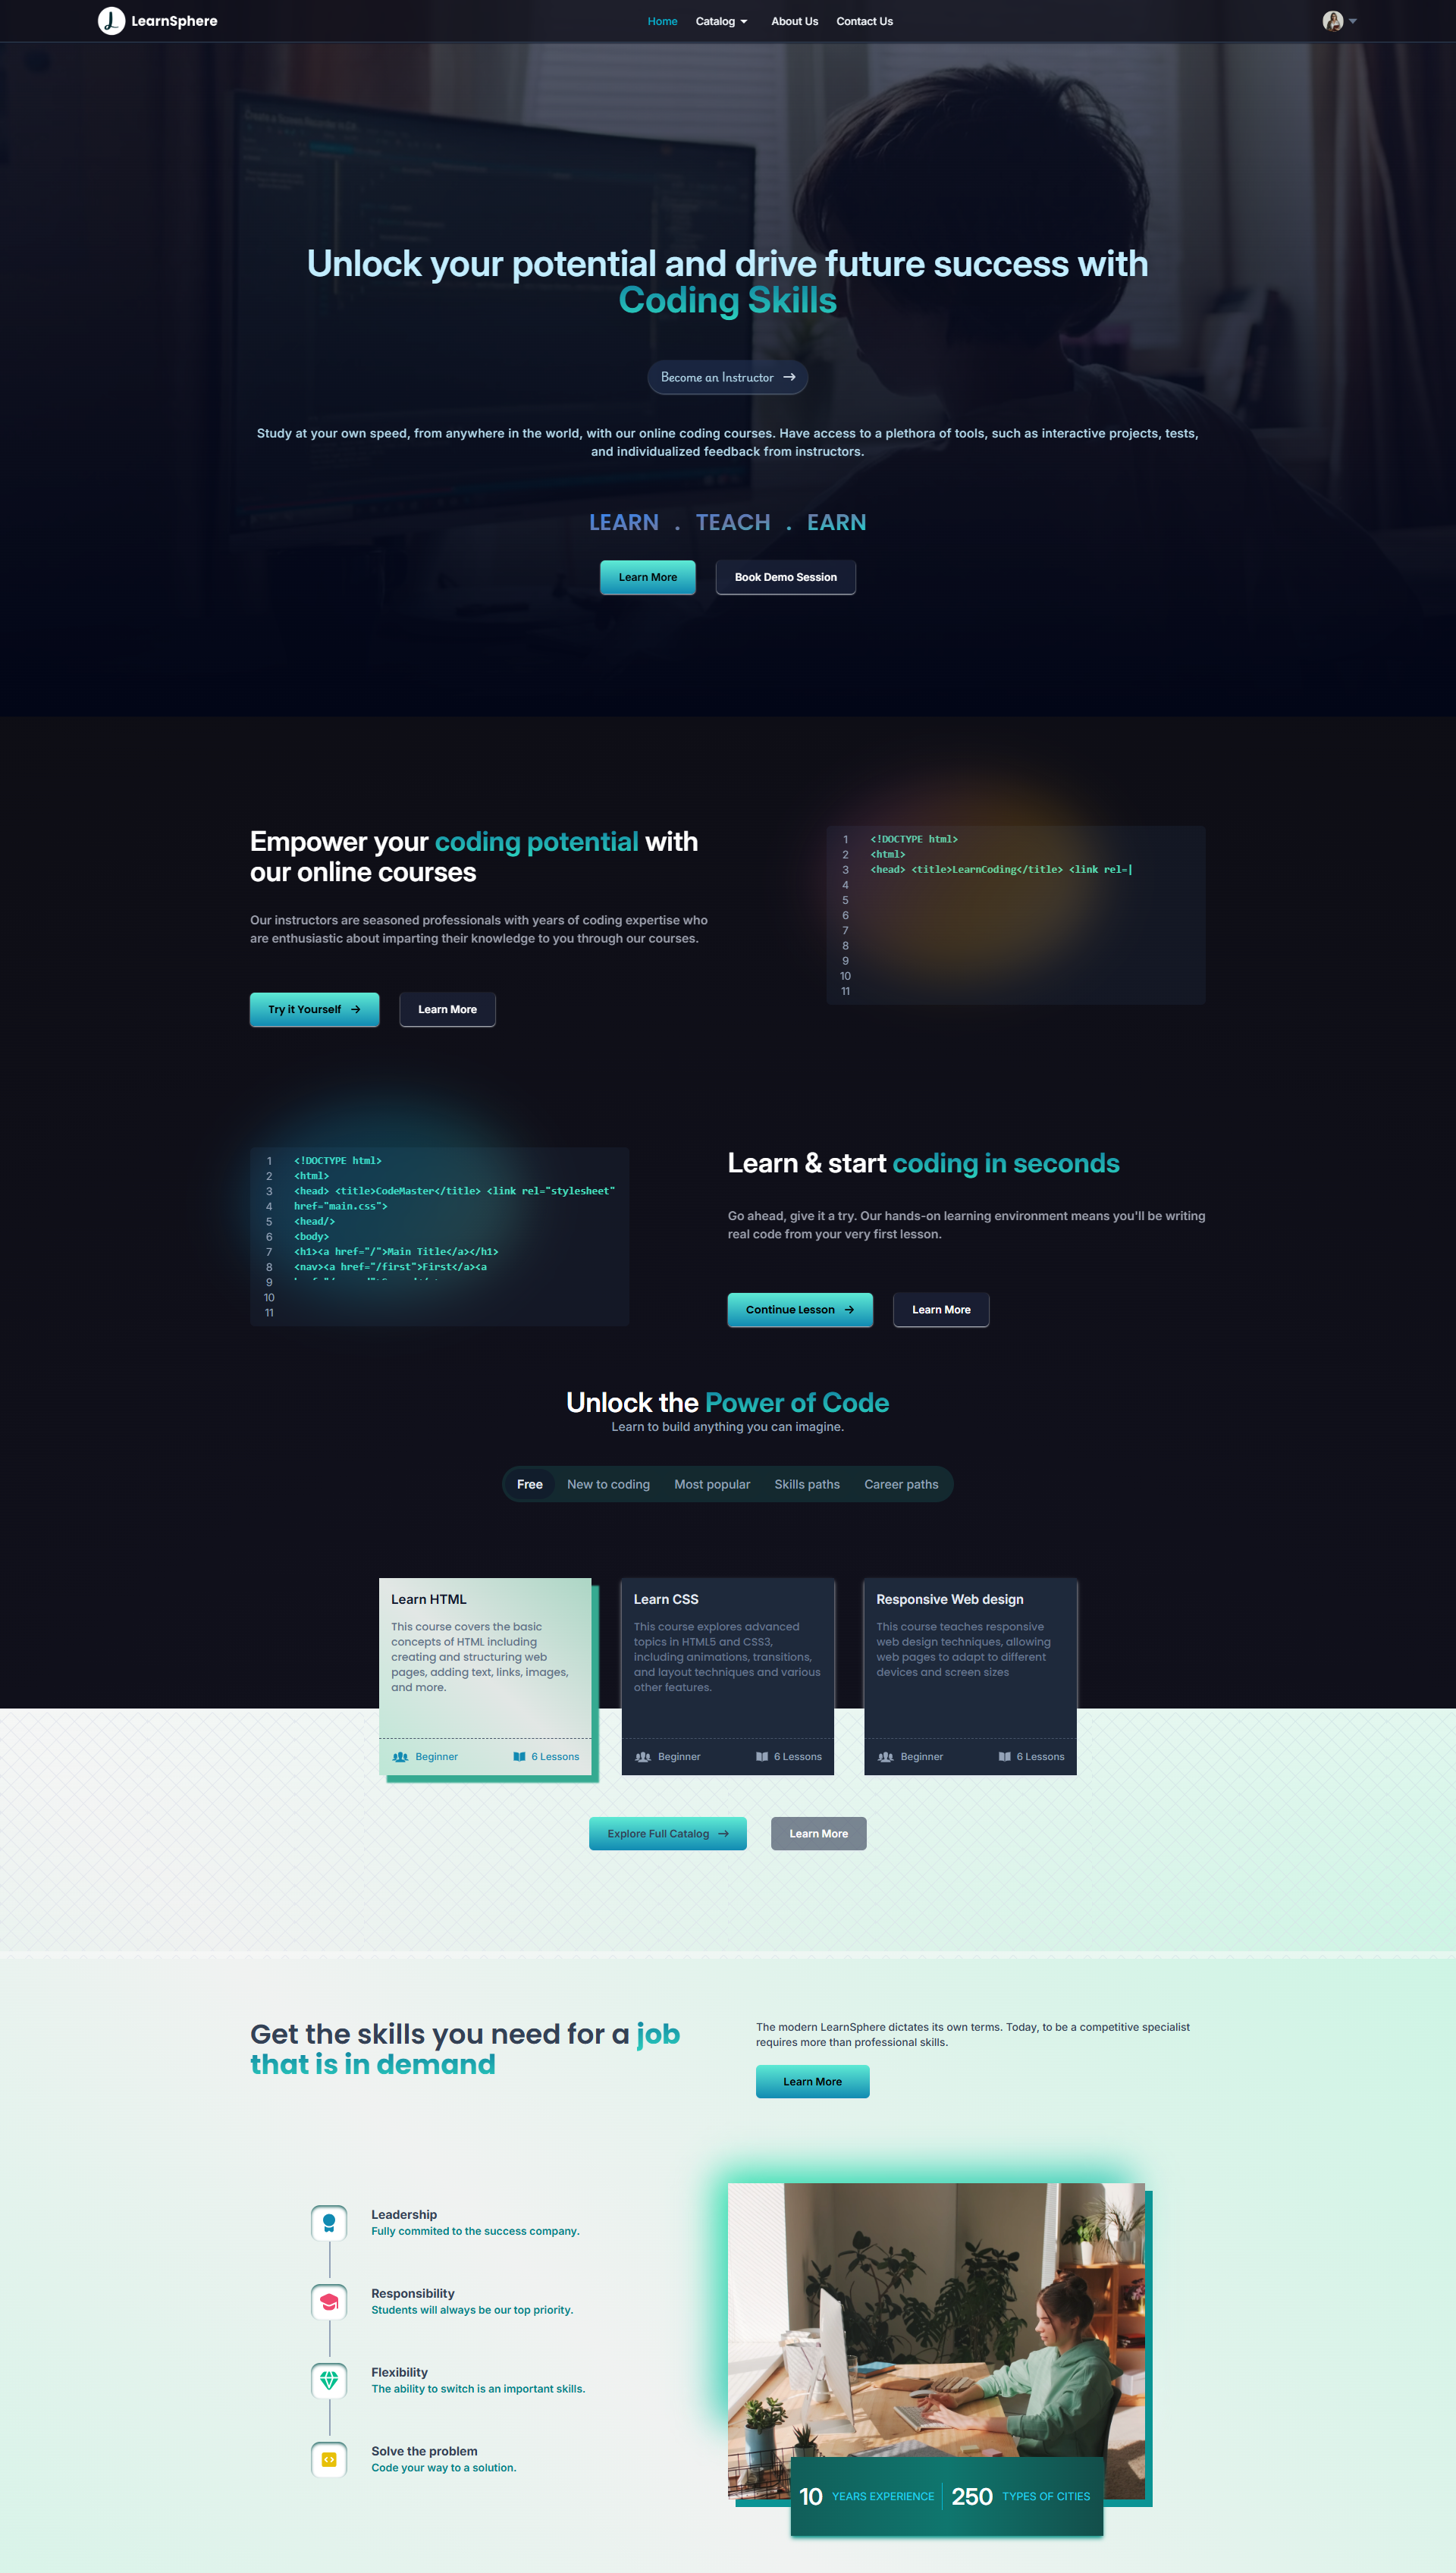 LearnSphere
Home
Catalog
About Us
Contact Us
Unlock your potential and drive future success with
Coding Skills
Become an Instructor
Study at your own speed, from anywhere in the world, with our online coding courses. Have access to a plethora of tools, such as interactive projects, tests,
and individualized feedback from instructors.
LEARN . TEACH . EARN
Learn More
Book Demo Session
Empower your coding potential with
our online courses
Our instructors are seasoned professionals with years of coding expertise who
are enthusiastic about imparting their knowledge to you through our courses.
Try it Yourself
Learn More
1 <!DOCTYPE html>
2 <html>
3 <head> <title>LearnCoding</title> <link rel=|
4
5
6
7
8
9
10
11
1 <!DOCTYPE html>
2 <html>
3 <head> <title>CodeMaster</title> <link rel="stylesheet"
4 href="main.css">
5 <head/>
6 <body>
7 <h1><a href="/">Main Title</a></h1>
8 <nav><a href="/first">First</a><a
9
10
11
Learn & start coding in seconds
Go ahead, give it a try. Our hands-on learning environment means you'll be writing
real code from your very first lesson.
Continue Lesson
Learn More
Unlock the Power of Code
Learn to build anything you can imagine.
Free
New to coding
Most popular
Skills paths
Career paths
Learn HTML
This course covers the basic
concepts of HTML including
creating and structuring web
pages, adding text, links, images,
and more.
Beginner
6 Lessons
Learn CSS
This course explores advanced
topics in HTML5 and CSS3,
including animations, transitions,
and layout techniques and various
other features.
Beginner
6 Lessons
Responsive Web design
This course teaches responsive
web design techniques, allowing
web pages to adapt to different
devices and screen sizes
Beginner
6 Lessons
Explore Full Catalog
Learn More
Get the skills you need for a job
that is in demand
The modern LearnSphere dictates its own terms. Today, to be a competitive specialist
requires more than professional skills.
Learn More
Leadership
Fully commited to the success company.
Responsibility
Students will always be our top priority.
Flexibility
The ability to switch is an important skills.
Solve the problem
Code your way to a solution.
10 YEARS EXPERIENCE
250 TYPES OF CITIES